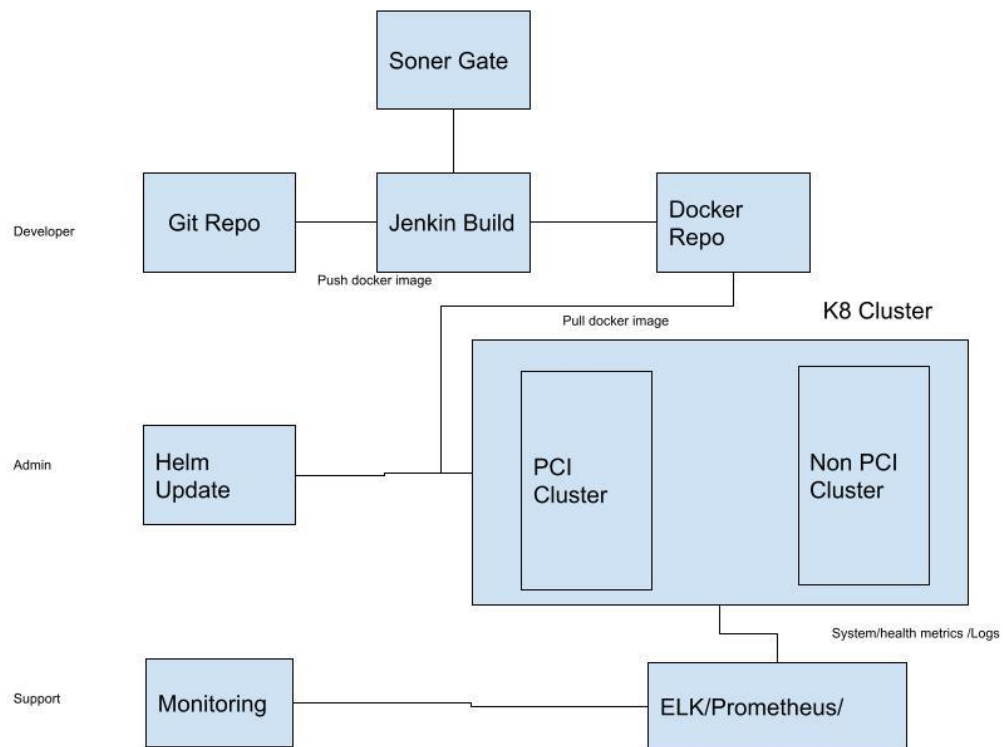 Soner Gate
Developer
Git Repo
Jenkin Build
Docker
Repo
Push docker image
Pull docker image
K8 Cluster
Admin
Helm
Update
PCI
Cluster
Non PCI
Cluster
System/health metrics /Logs
Support
Monitoring
ELK/Prometheus/